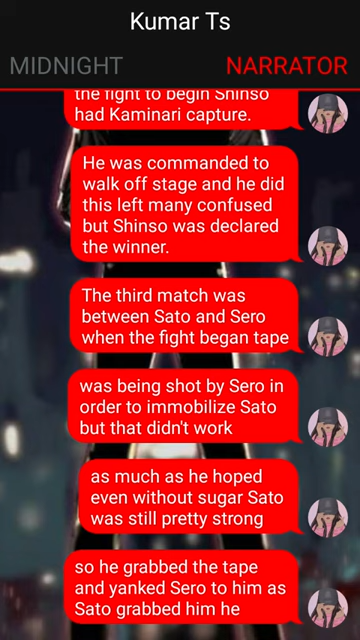 Kumar Ts
MIDNIGHT
NARRATOR
the fight to begin Shinso
had Kaminari capture.
He was commanded to
walk off stage and he did
this left many confused
but Shinso was declared
the winner.
The third match was
between Sato and Sero
when the fight began tape
was being shot by Sero in
order to immobilize Sato
but that didn't work
as much as he hoped
even without sugar Sato
was still pretty strong
so he grabbed the tape
and yanked Sero to him as
Sato grabbed him he